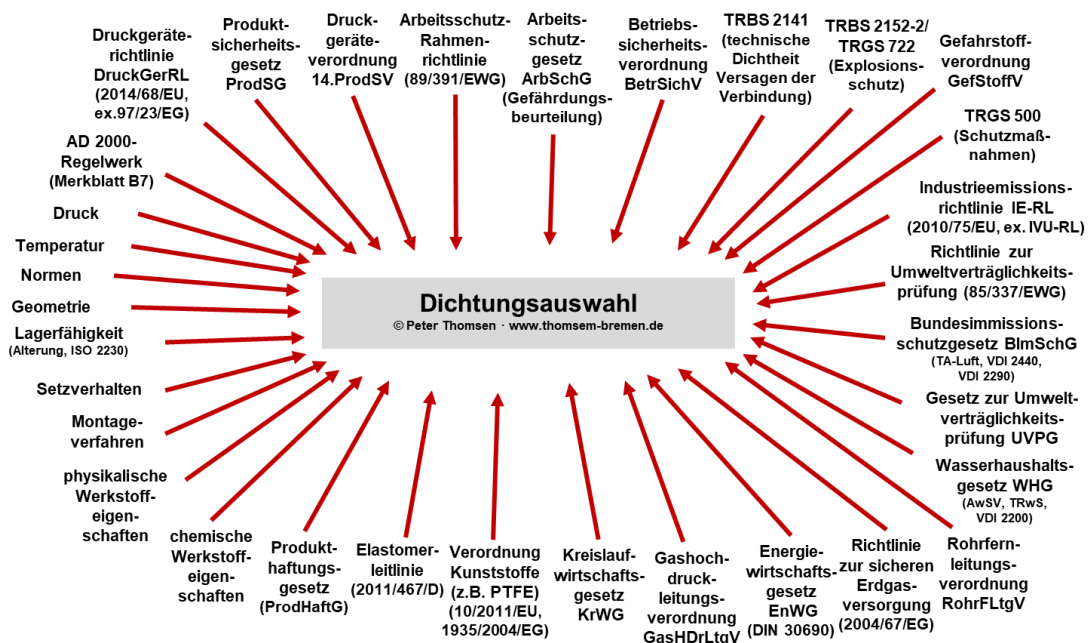 Druckgeräte-
richtlinie
DruckGerRL
(2014/68/EU,
ex.97/23/EG)
Produkt-
sicherheits-
gesetz
ProdSG
Druck-
geräte-
verordnung
14.ProdSV
Arbeitsschutz-
Rahmen-
richtlinie
(89/391/EWG)
Arbeits-
schutz-
gesetz
ArbSchG
(Gefährdungs-
beurteilung)
Betriebs-
sicherheits-
verordnung
BetrSichV
TRBS 2141
(technische
Dichtheit
Versagen der
Verbindung)
TRBS 2152-2/
TRGS 722
(Explosions-
schutz)
Gefahrstoff-
verordnung
GefStoffV
TRGS 500
(Schutzmaß-
nahmen)
Industrieemissions-
richtlinie IE-RL
(2010/75/EU, ex. IVU-RL)
Richtlinie zur
Umweltverträglichkeits-
prüfung (85/337/EWG)
Bundesimmissions-
schutzgesetz BImSchG
(TA-Luft, VDI 2440,
VDI 2290)
Gesetz zur Umwelt-
verträglichkeits-
prüfung UVPG
Wasserhaushalts-
gesetz WHG
(AwSV, TRwS,
VDI 2200)
AD 2000-
Regelwerk
(Merkblatt B7)
Druck
Temperatur
Normen
Geometrie
Lagerfähigkeit
(Alterung, ISO 2230)
Setzverhalten
Montage-
verfahren
physikalische
Werkstoff-
eigen-
schaften
Dichtungsauswahl
© Peter Thomsen · www.thomsem-bremen.de
chemische
Werkstoff-
eigen-
schaften
Produkt-
haftungs-
gesetz
(ProdHaftG)
Elastomer-
leitlinie
(2011/467/D)
Verordnung
Kunststoffe
(z.B. PTFE)
(10/2011/EU,
1935/2004/EG)
Kreislauf-
wirtschafts-
gesetz
KrWG
Gashoch-
druck-
leitungs-
verordnung
GasHDrLtgV
Energie-
wirtschafts-
gesetz
EnWG
(DIN 30690)
Richtlinie
zur sicheren
Erdgas-
versorgung
(2004/67/EG)
Rohrfern-
leitungs-
verordnung
RohrFLtgV